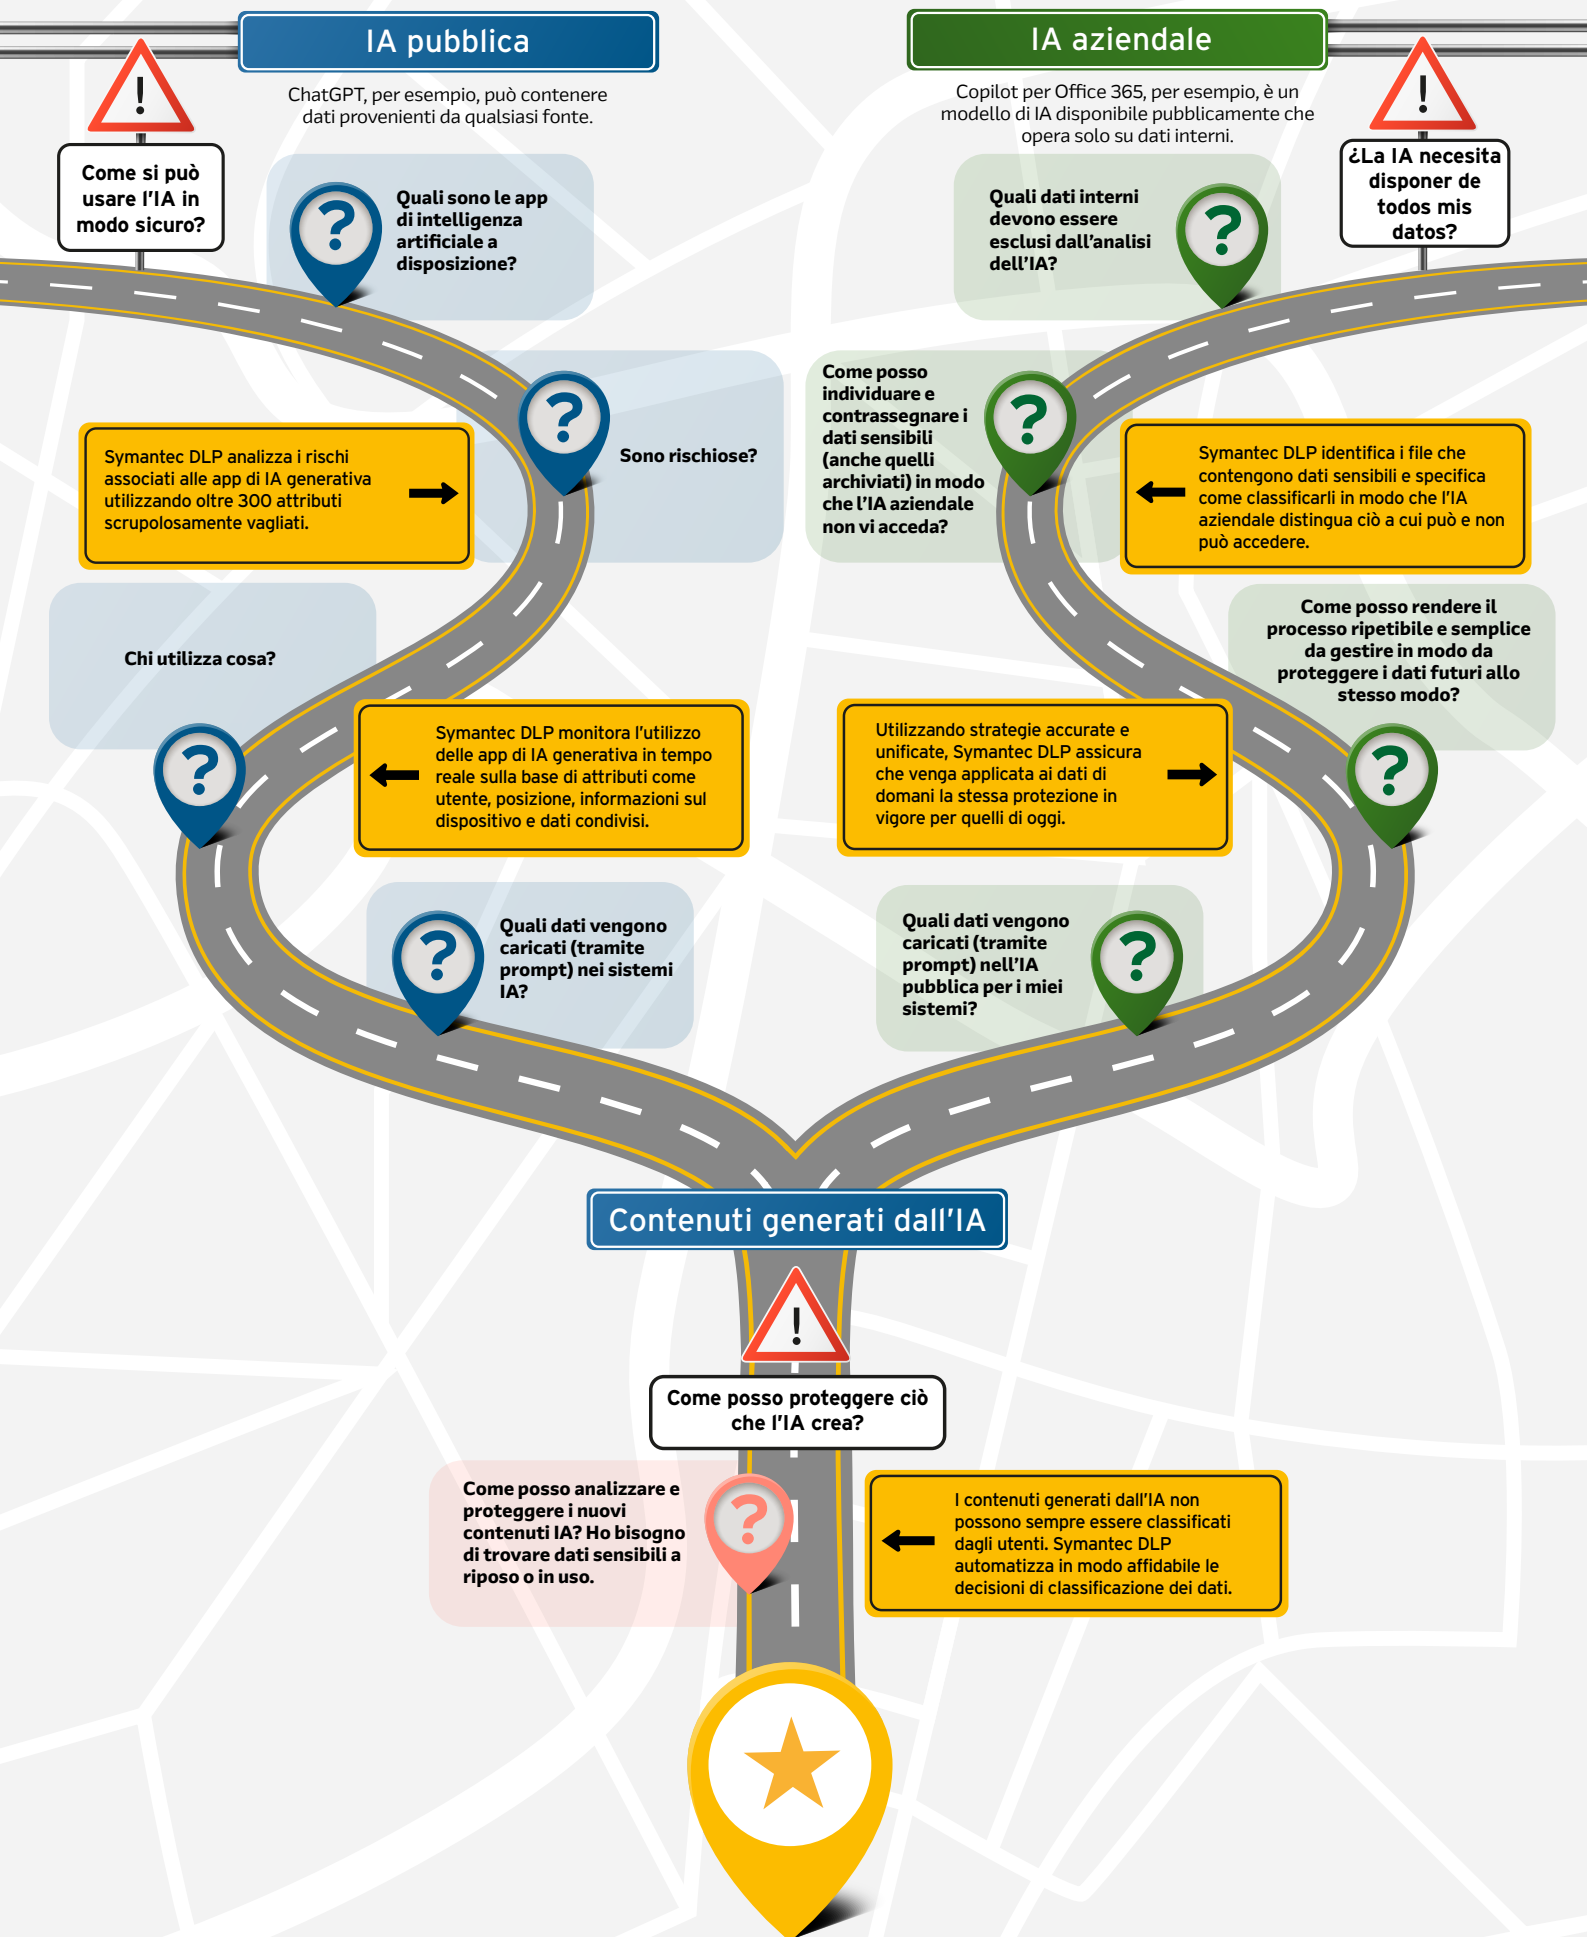 IA pubblica
ChatGPT, per esempio, può contenere
dati provenienti da qualsiasi fonte.
!
Come si può
usare l'IA in
modo sicuro?
?
Quali sono le app
di intelligenza
artificiale a
disposizione?
?
Sono rischiose?
Symantec DLP analizza i rischi
associati alle app di IA generativa
utilizzando oltre 300 attributi
scrupolosamente vagliati.
Chi utilizza cosa?
?
Symantec DLP monitora l'utilizzo
delle app di IA generativa in tempo
reale sulla base di attributi come
utente, posizione, informazioni sul
dispositivo e dati condivisi.
?
Quali dati vengono
caricati (tramite
prompt) nei sistemi
IA?
IA aziendale
Copilot per Office 365, per esempio, è un
modello di IA disponibile pubblicamente che
opera solo su dati interni.
!
¿La IA necesita
disponer de
todos mis
datos?
Quali dati interni
devono essere
esclusi dall'analisi
dell'IA?
?
Come posso
individuare e
contrassegnare i
dati sensibili
(anche quelli
archiviati) in modo
che l'IA aziendale
non vi acceda?
?
Symantec DLP identifica i file che
contengono dati sensibili e specifica
come classificarli in modo che l'IA
aziendale distingua ciò a cui può e non
può accedere.
Come posso rendere il
processo ripetibile e semplice
da gestire in modo da
proteggere i dati futuri allo
stesso modo?
?
Utilizzando strategie accurate e
unificate, Symantec DLP assicura
che venga applicata ai dati di
domani la stessa protezione in
vigore per quelli di oggi.
Quali dati vengono
caricati (tramite
prompt) nell'IA
pubblica per i miei
sistemi?
?
Contenuti generati dall'IA
!
Come posso proteggere ciò
che l'IA crea?
Come posso analizzare e
proteggere i nuovi
contenuti IA? Ho bisogno
di trovare dati sensibili a
riposo o in uso.
?
I contenuti generati dall'IA non
possono sempre essere classificati
dagli utenti. Symantec DLP
automatizza in modo affidabile le
decisioni di classificazione dei dati.